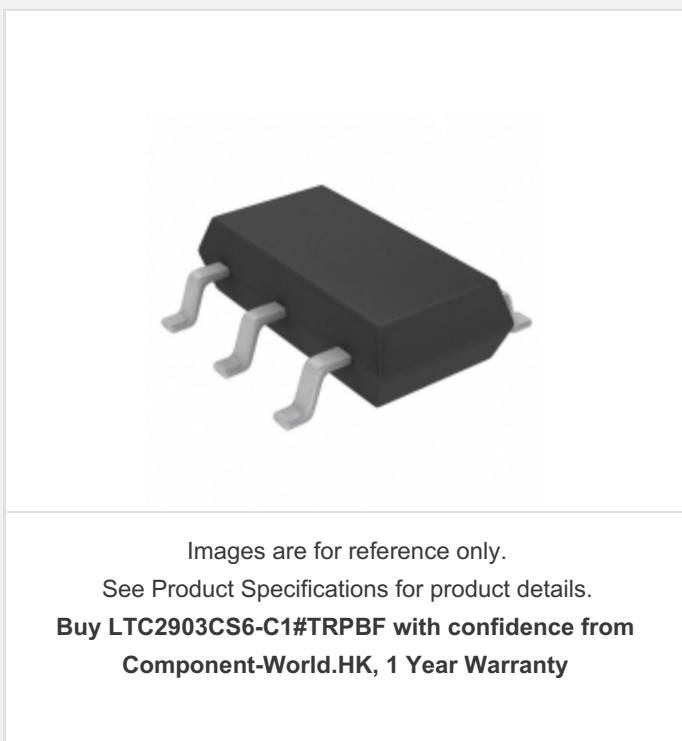 Images are for reference only.
See Product Specifications for product details.
Buy LTC2903CS6-C1#TRPBF with confidence from
Component-World.HK, 1 Year Warranty